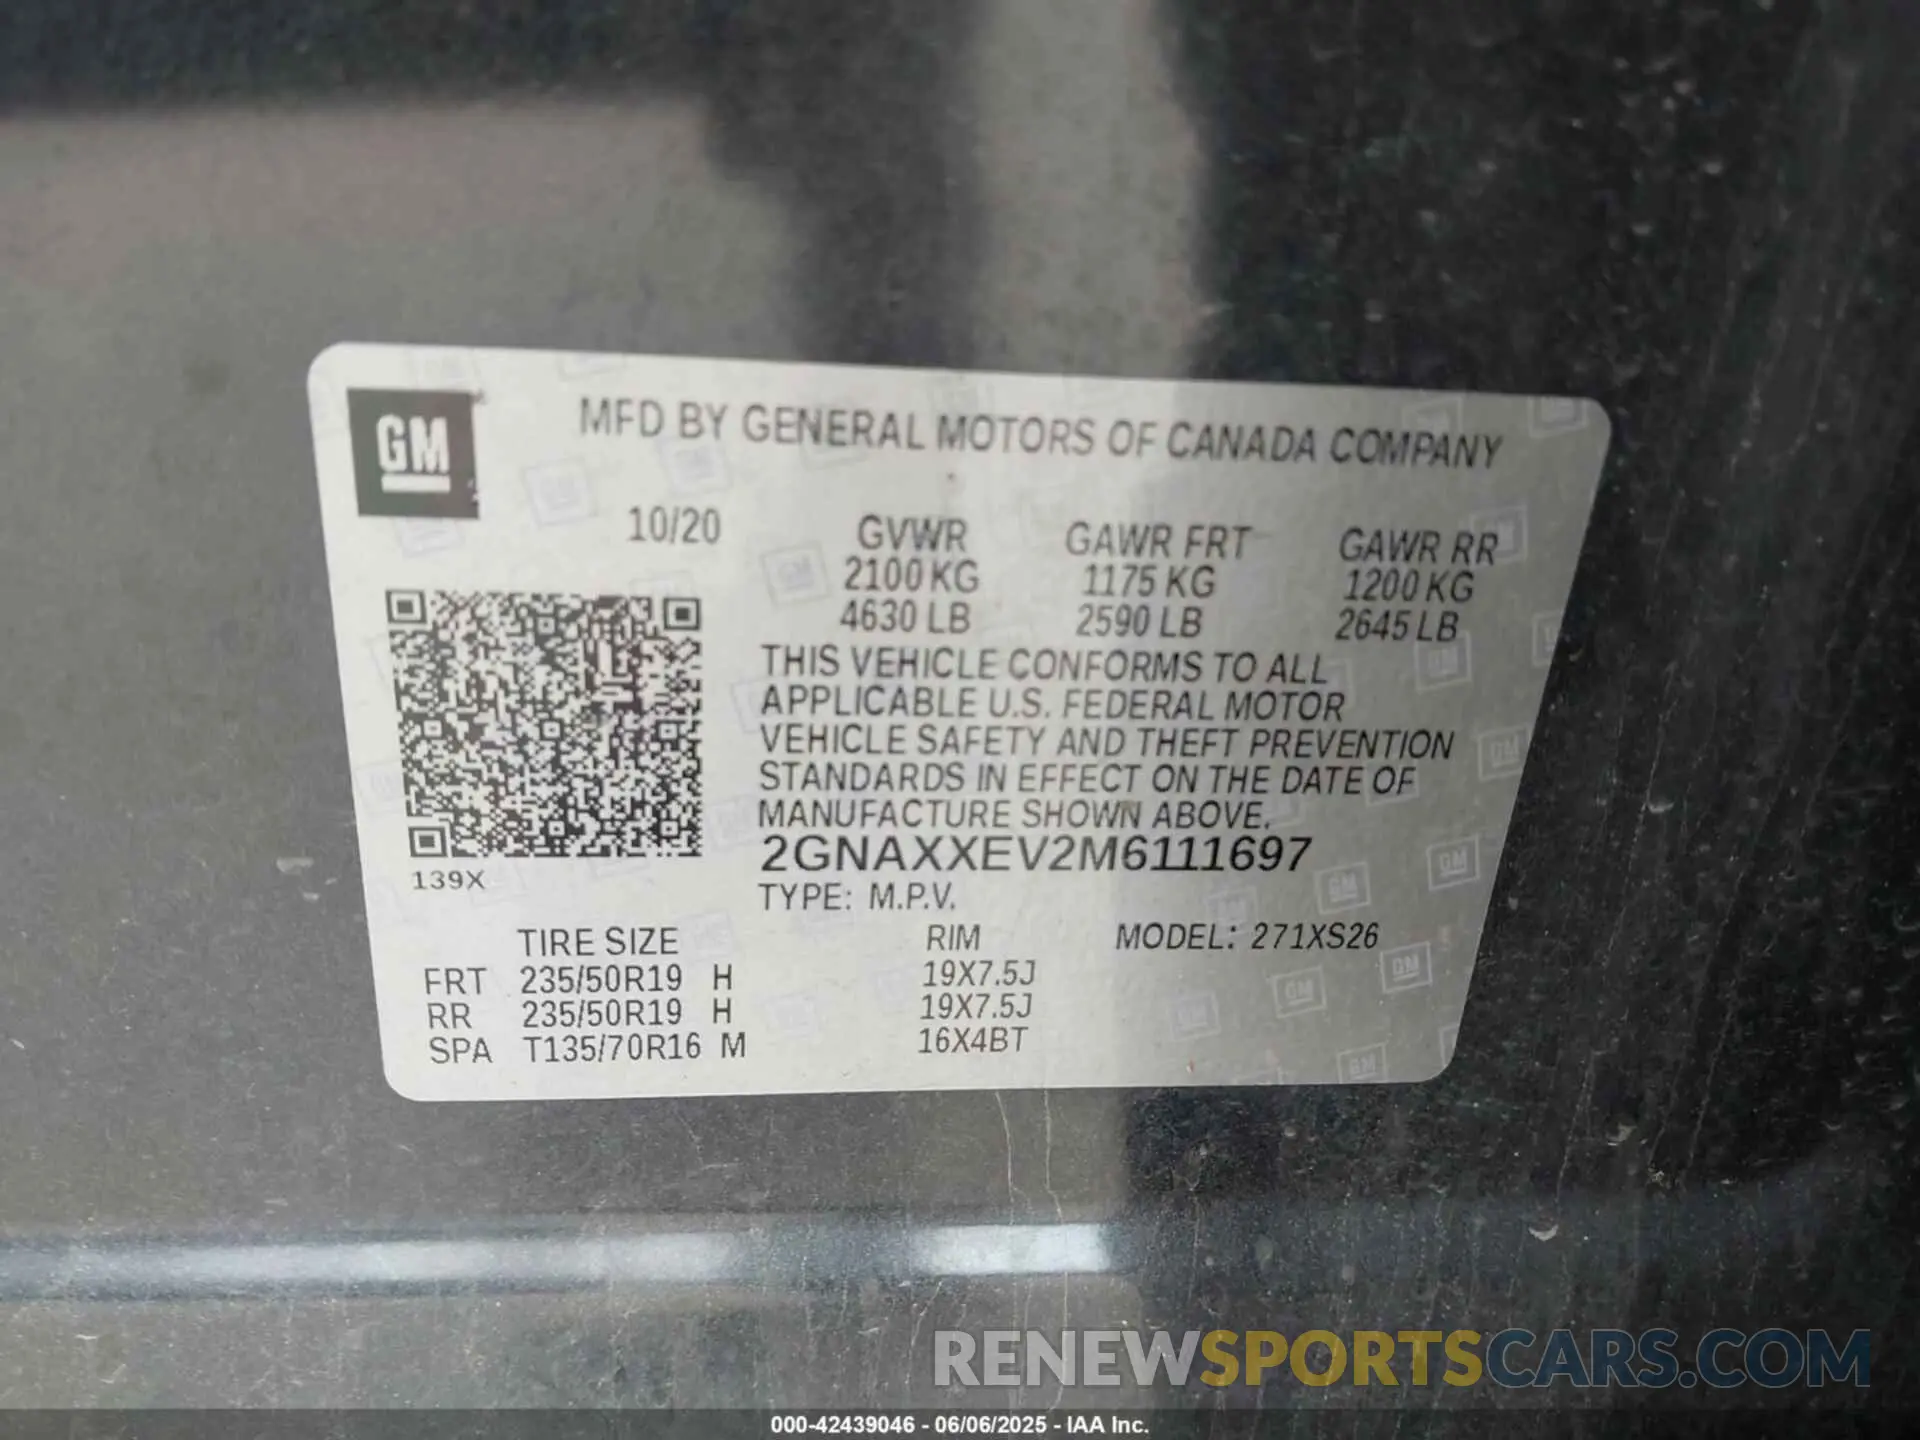 GM
MFD BY GENERAL MOTORS OF CANADA COMPANY
10/20
GVWR GAWR FRT GAWR RR
2100 KG 1175 KG 1200 KG
4630 LB 2590 LB 2645 LB
THIS VEHICLE CONFORMS TO ALL
APPLICABLE U.S. FEDERAL MOTOR
VEHICLE SAFETY AND THEFT PREVENTION
STANDARDS IN EFFECT ON THE DATE OF
MANUFACTURE SHOWN ABOVE.
2GNAXXEV2M6111697
139X
TYPE: M.P.V.
TIRE SIZE RIM MODEL: 271XS26
FRT 235/50R19 H 19X7.5J
RR 235/50R19 H 19X7.5J
SPA T135/70R16 M 16X4BT
RENEWSPORTSCARS.COM
000-42439046 - 06/06/2025 - IAA Inc.